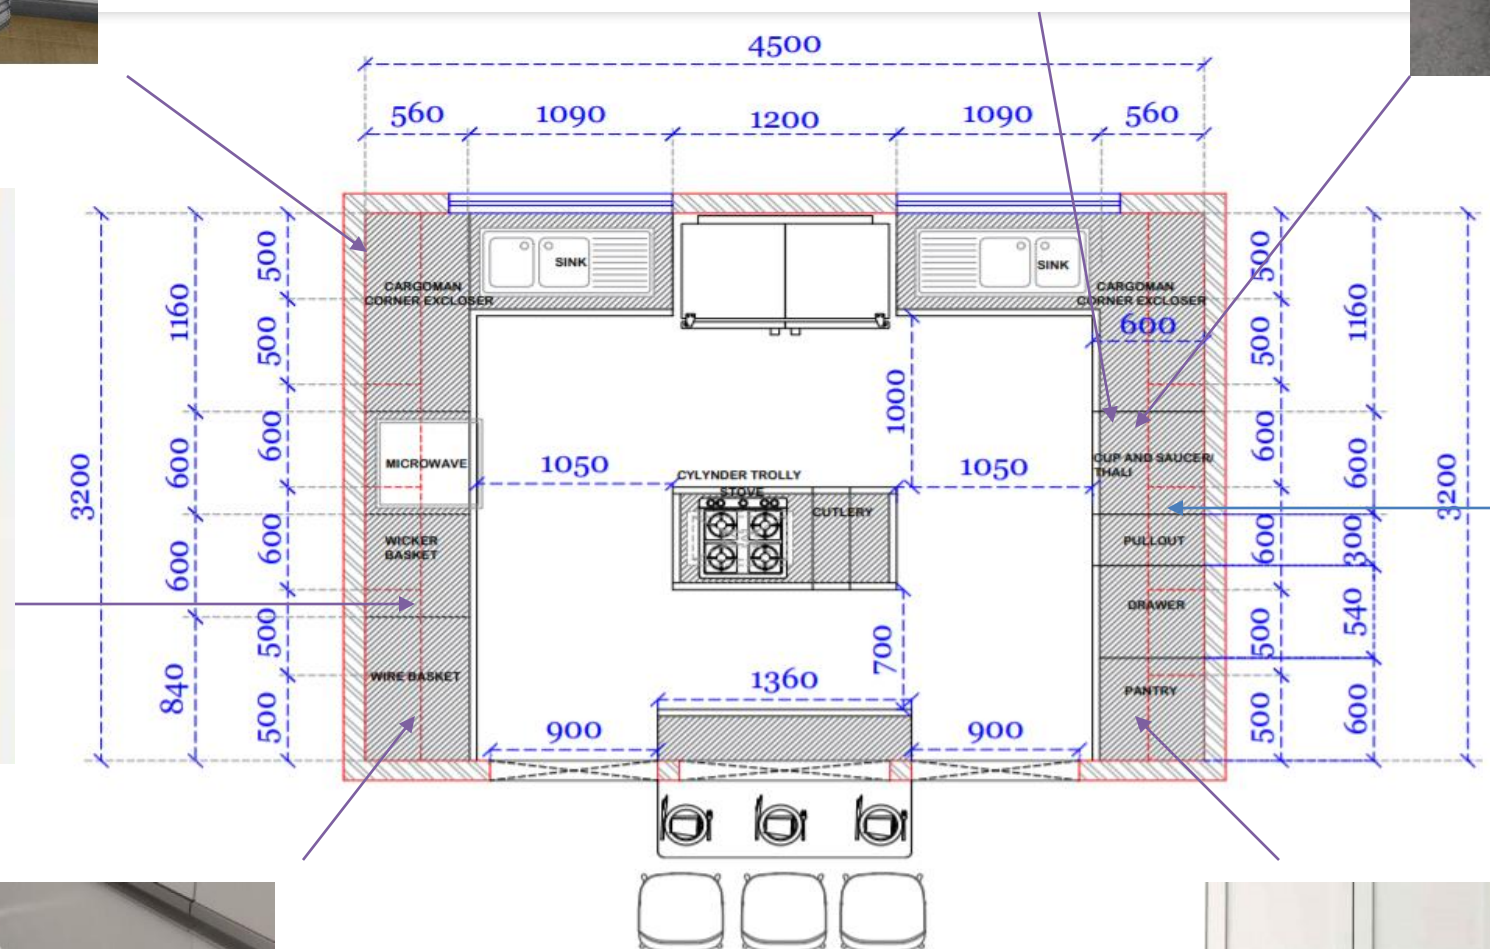 4500
560
1090
1200
1090
560
500
500
1160
SINK
SINK
CARGOMAN
CORNER EXCLOSER
CARGOMAN
CORNER EXCLOSER
1160
600
500
500
1000
600
600
MICROWAVE
1050
CYLYNDER TROLLY
STOVE
CUTLERY
1050
CUP AND SAUCER/
THALI
600
600
3200
3200
600
600
WICKER
BASKET
PULLOUT
600
300
DRAWER
540
500
500
840
WIRE BASKET
700
1360
PANTRY
500
900
900
500
600